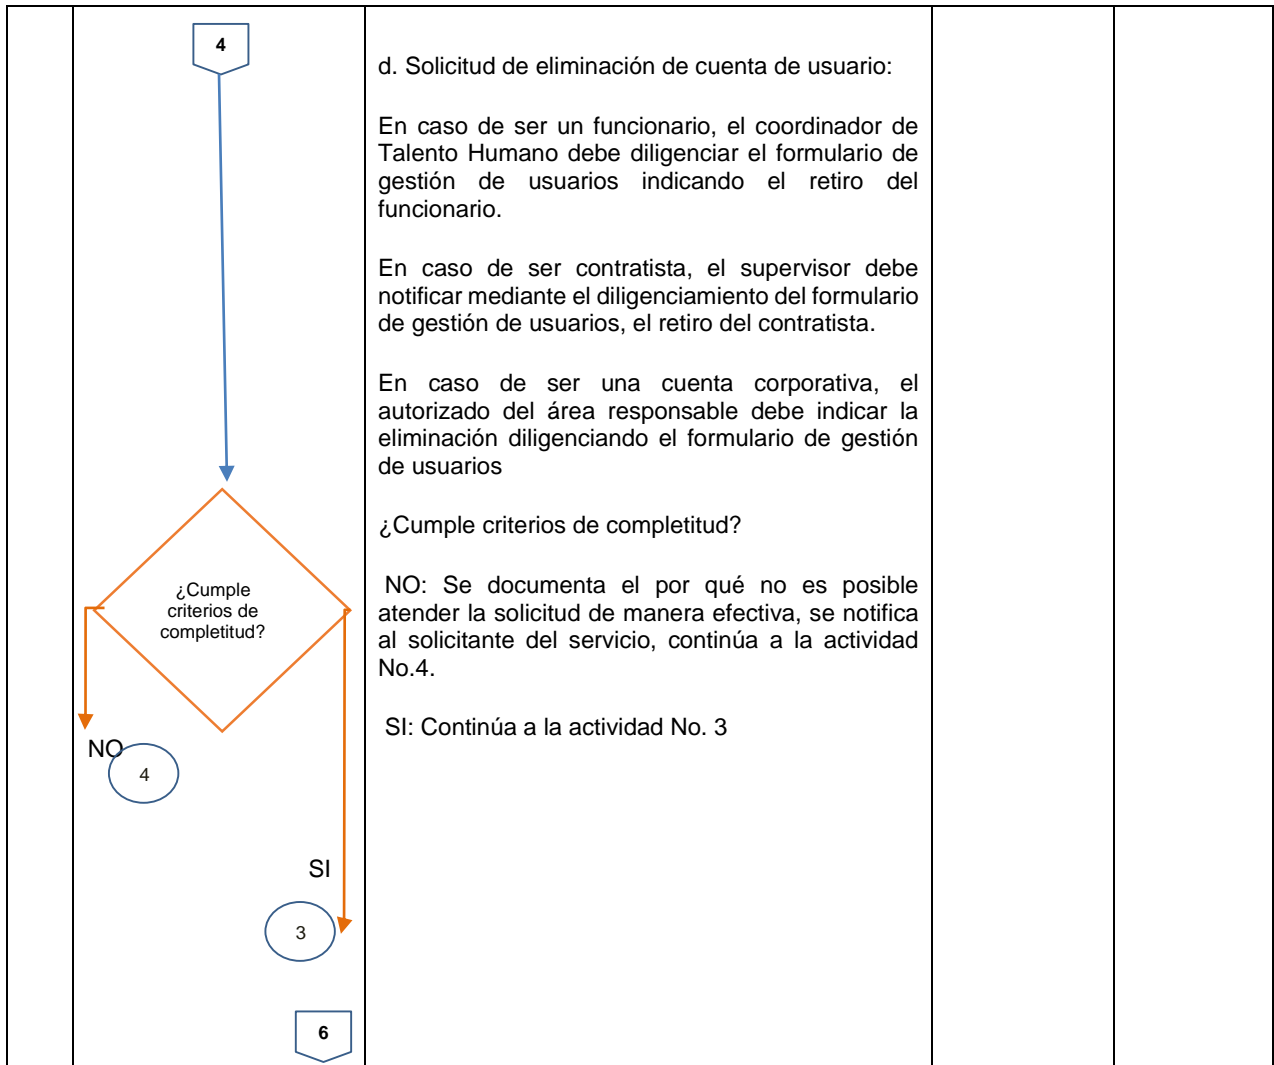 4
d. Solicitud de eliminación de cuenta de usuario:
En caso de ser un funcionario, el coordinador de
Talento Humano debe diligenciar el formulario de
gestión de usuarios indicando el retiro del
funcionario.
En caso de ser contratista, el supervisor debe
notificar mediante el diligenciamiento del formulario
de gestión de usuarios, el retiro del contratista.
En caso de ser una cuenta corporativa, el
autorizado del área responsable debe indicar la
eliminación diligenciando el formulario de gestión
de usuarios
¿Cumple criterios de completitud?
NO: Se documenta el por qué no es posible
atender la solicitud de manera efectiva, se notifica
al solicitante del servicio, continúa a la actividad
No.4.
SI: Continúa a la actividad No. 3
¿Cumple
criterios de
completitud?
NO
4
SI
3
6